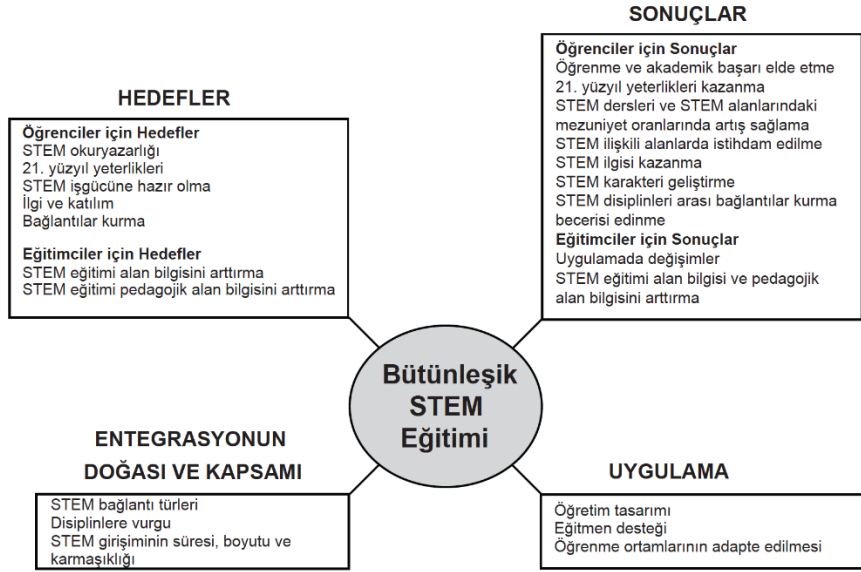 HEDEFLER
Öğrenciler için Hedefler
STEM okuryazarlığı
21. yüzyıl yeterlikleri
STEM işgücüne hazır olma
İlgi ve katılım
Bağlantılar kurma
Eğitimciler için Hedefler
STEM eğitimi alan bilgisini arttırma
STEM eğitimi pedagojik alan bilgisini arttırma
SONUÇLAR
Öğrenciler için Sonuçlar
Öğrenme ve akademik başarı elde etme
21. yüzyıl yeterlikleri kazanma
STEM dersleri ve STEM alanlarındaki
mezuniyet oranlarında artış sağlama
STEM ilişkili alanlarda istihdam edilme
STEM ilgisi kazanma
STEM karakteri geliştirme
STEM disiplinleri arası bağlantılar kurma
becerisi edinme
Eğitimciler için Sonuçlar
Uygulamada değişimler
STEM eğitimi alan bilgisi ve pedagojik
alan bilgisini arttırma
Bütünleşik
STEM
Eğitimi
ENTEGRASYONUN
DOĞASI VE KAPSAMI
STEM bağlantı türleri
Disiplinlere vurgu
STEM girişiminin süresi, boyutu ve
karmaşıklığı
UYGULAMA
Öğretim tasarımı
Eğitmen desteği
Öğrenme ortamlarının adapte edilmesi